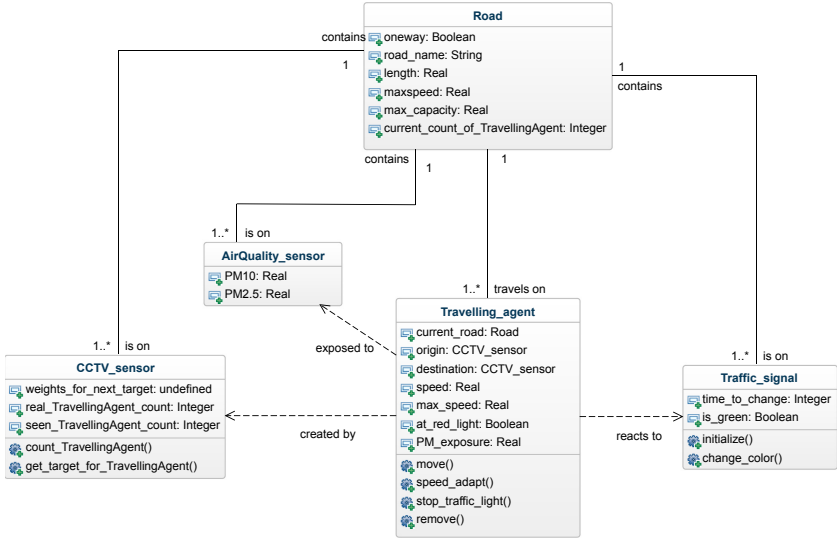 Road
oneway: Boolean
road_name: String
length: Real
maxspeed: Real
max_capacity: Real
current_count_of_TravellingAgent: Integer
contains
1
1
contains
contains
1
1
1..* is on
AirQuality_sensor
PM10: Real
PM2.5: Real
1..* travels on
Travelling_agent
current_road: Road
origin: CCTV_sensor
destination: CCTV_sensor
speed: Real
max_speed: Real
at_red_light: Boolean
PM_exposure: Real
move()
speed_adapt()
stop_traffic_light()
remove()
exposed to
created by
reacts to
1..* is on
CCTV_sensor
weights_for_next_target: undefined
real_TravellingAgent_count: Integer
seen_TravellingAgent_count: Integer
count_TravellingAgent()
get_target_for_TravellingAgent()
1..* is on
Traffic_signal
time_to_change: Integer
is_green: Boolean
initialize()
change_color()